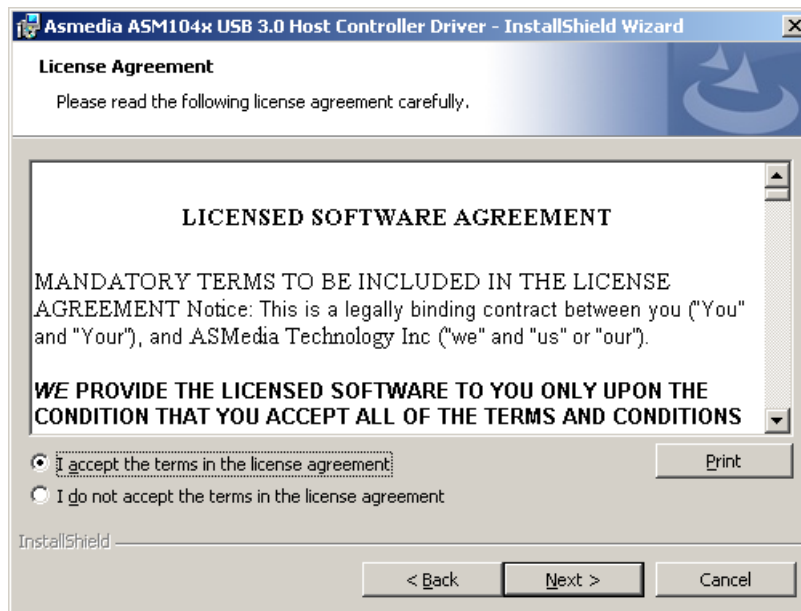 Asmedia ASM104x USB 3.0 Host Controller Driver - InstallShield Wizard
License Agreement
Please read the following license agreement carefully.
LICENSED SOFTWARE AGREEMENT
MANDATORY TERMS TO BE INCLUDED IN THE LICENSE
AGREEMENT Notice: This is a legally binding contract between you ("You"
and "Your"), and ASMedia Technology Inc ("we" and "us" or "our").
WE PROVIDE THE LICENSED SOFTWARE TO YOU ONLY UPON THE
CONDITION THAT YOU ACCEPT ALL OF THE TERMS AND CONDITIONS
I accept the terms in the license agreement
Print
I do not accept the terms in the license agreement
InstallShield
< Back
Next >
Cancel